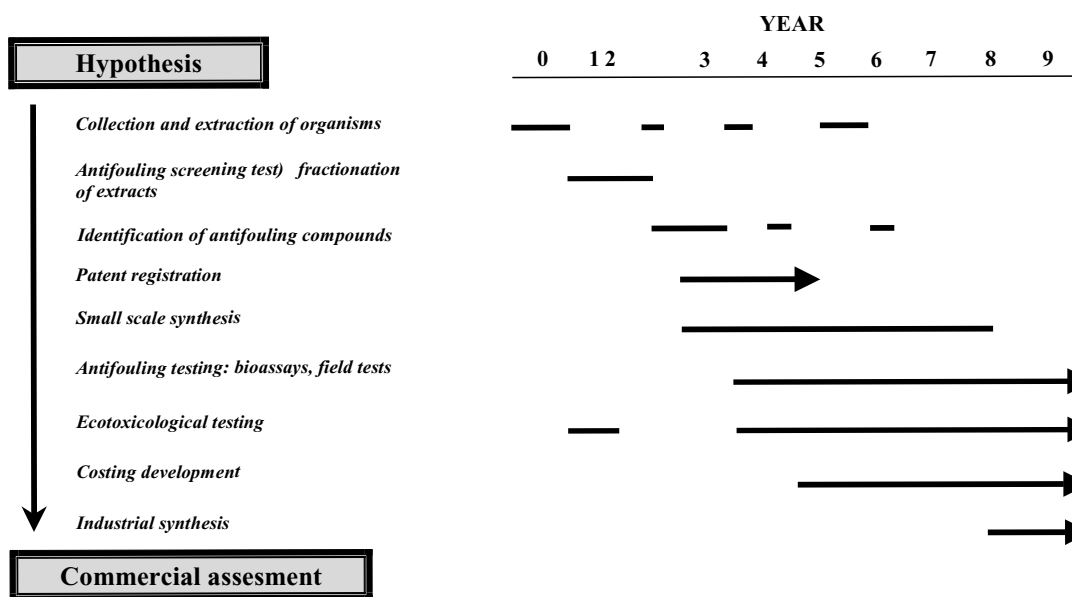 YEAR
Hypothesis
0 1 2 3 4 5 6 7 8 9
Collection and extraction of organisms
Antifouling screening test) fractionation
of extracts
Identification of antifouling compounds
Patent registration
Small scale synthesis
Antifouling testing: bioassays, field tests
Ecotoxicological testing
Costing development
Industrial synthesis
Commercial assesment